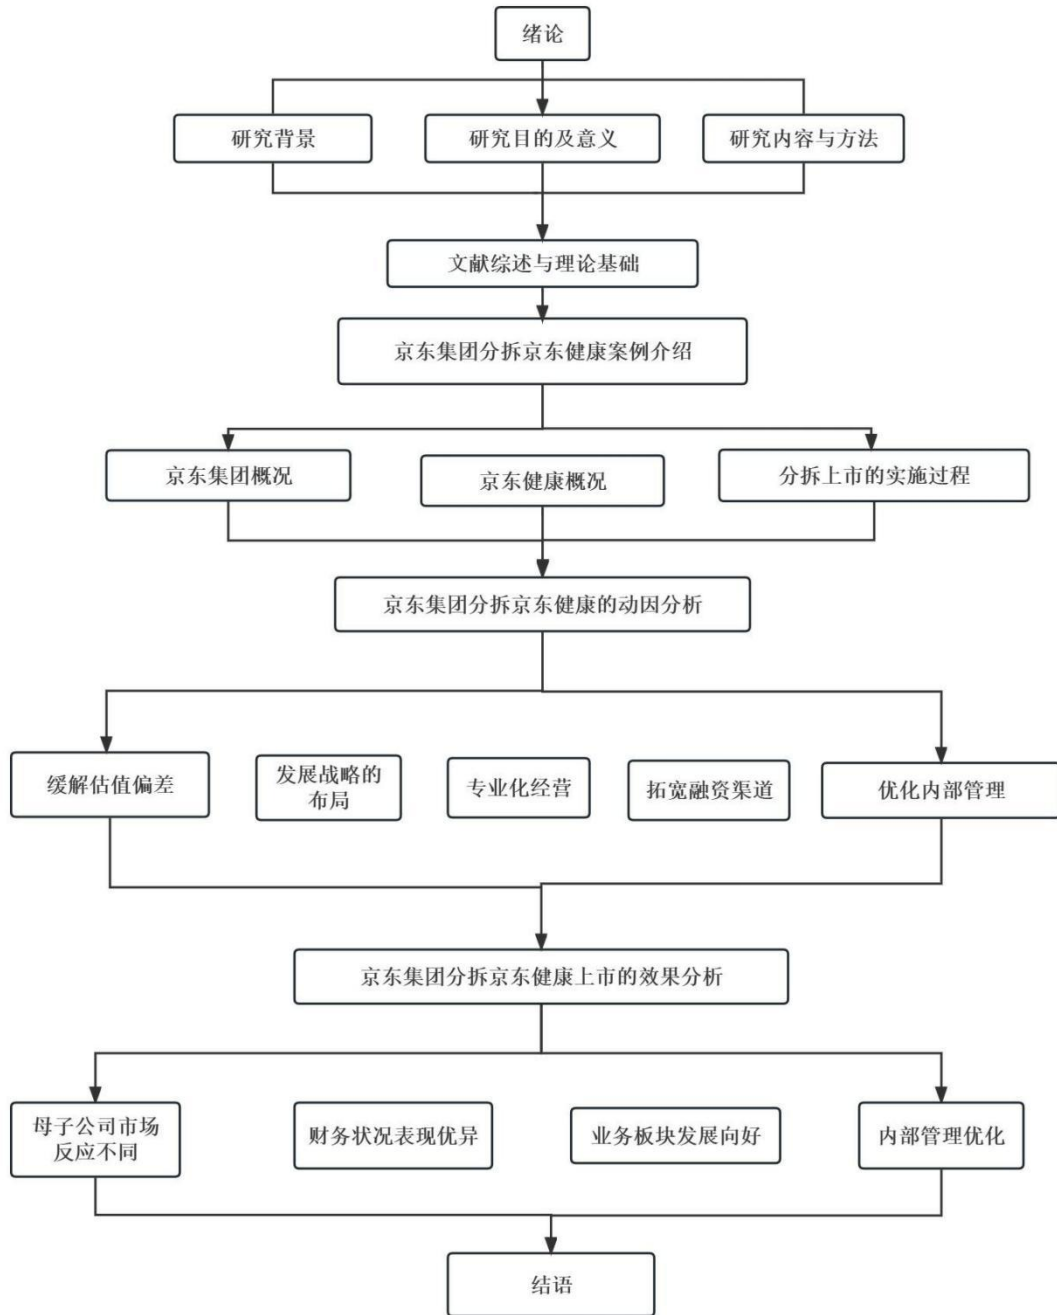 绪论
研究背景
研究目的及意义
研究内容与方法
文献综述与理论基础
京东集团分拆京东健康案例介绍
京东集团概况
京东健康概况
分拆上市的实施过程
京东集团分拆京东健康的动因分析
缓解估值偏差
发展战略的
布局
专业化经营
拓宽融资渠道
优化内部管理
京东集团分拆京东健康上市的效果分析
母子公司市场
反应不同
财务状况表现优异
业务板块发展向好
内部管理优化
结语